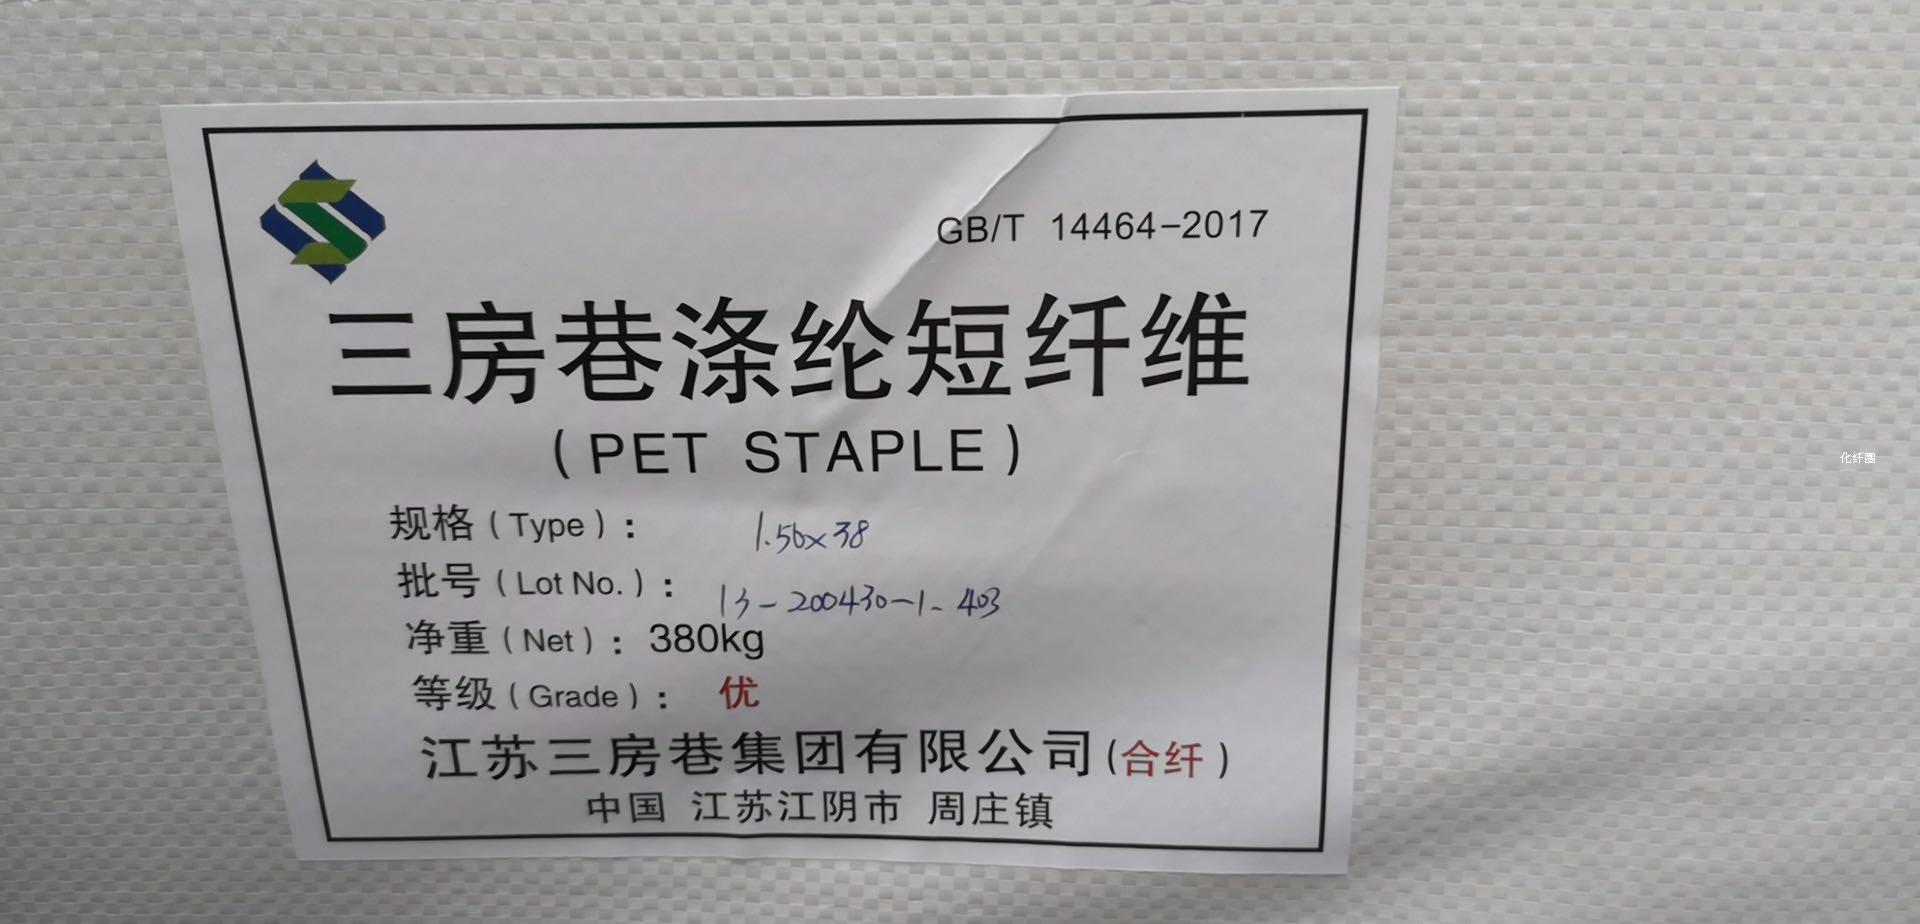 GB/T 14464-2017
三房巷涤纶短纤维
(PET STAPLE)
规格(Type): 1.56x38
批号(Lot No.): 13-200430-1-403
净重(Net): 380kg
等级(Grade): 优
江苏三房巷集团有限公司(合纤)
中国 江苏江阴市 周庄镇
化纤圈